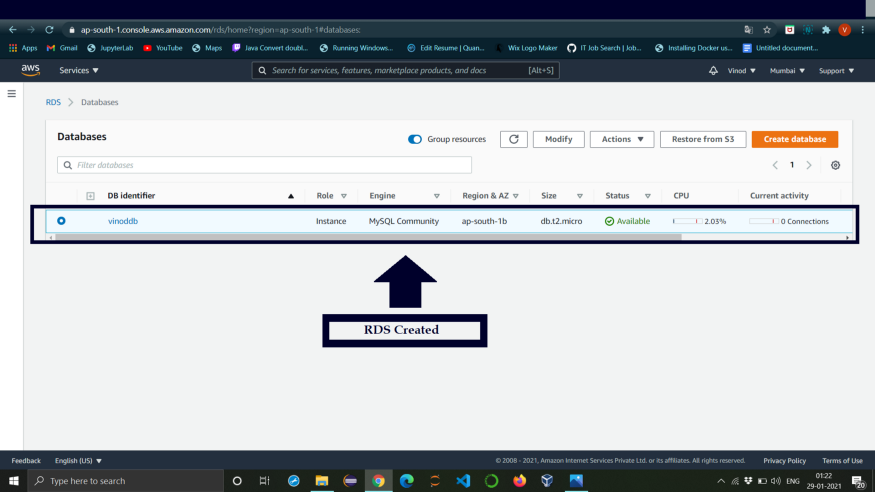 ap-south-1.console.aws.amazon.com/rds/home?region=ap-south-1#databases:
Apps Gmail JupyterLab YouTube Maps Java Convert doubl... Running Windows... Edit Resume | Quan... Wix Logo Maker IT Job Search | Job... Installing Docker us... Untitled document...
aws Services ▼ Search for services, features, marketplace products, and docs [Alt+S] Vinod ▼ Mumbai ▼ Support ▼
RDS > Databases
Databases Group resources Modify Actions ▼ Restore from S3 Create database
Filter databases < 1 >
DB identifier ▲ Role Engine Region & AZ Size Status CPU Current activity
vinoddb Instance MySQL Community ap-south-1b db.t2.micro Available 2.03% 0 Connections
RDS Created
Feedback English (US) ▼ © 2008 - 2021, Amazon Internet Services Private Ltd. or its affiliates. All rights reserved. Privacy Policy Terms of Use
Type here to search ENG 01:22
29-01-2021 20